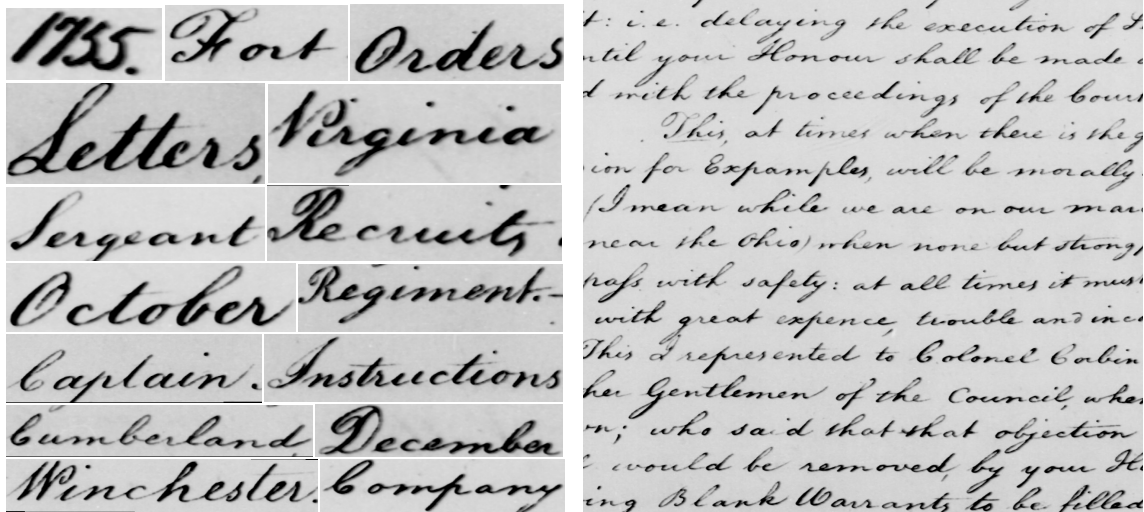 1755. Fort Orders
Letters, Virginia
Sergeant Recruits.
October Regiment.-
Captain. Instructions
Cumberland, December
Winchester. Company
: i.e. delaying the execution of
ntil your Honour shall be made
d with the proceedings of the Cour
This, at times when there is the g
ion for Expamples, will be morally
(I mean while we are on our mar
near the Ohio) when none but strong
pass with safety: at all times it must
with great expence, trouble and inco
This I represented to Colonel Corbin
her Gentlemen of the Council, when
n; who said that that objection
would be removed, by your Ho
ing Blank Warrants to be filled